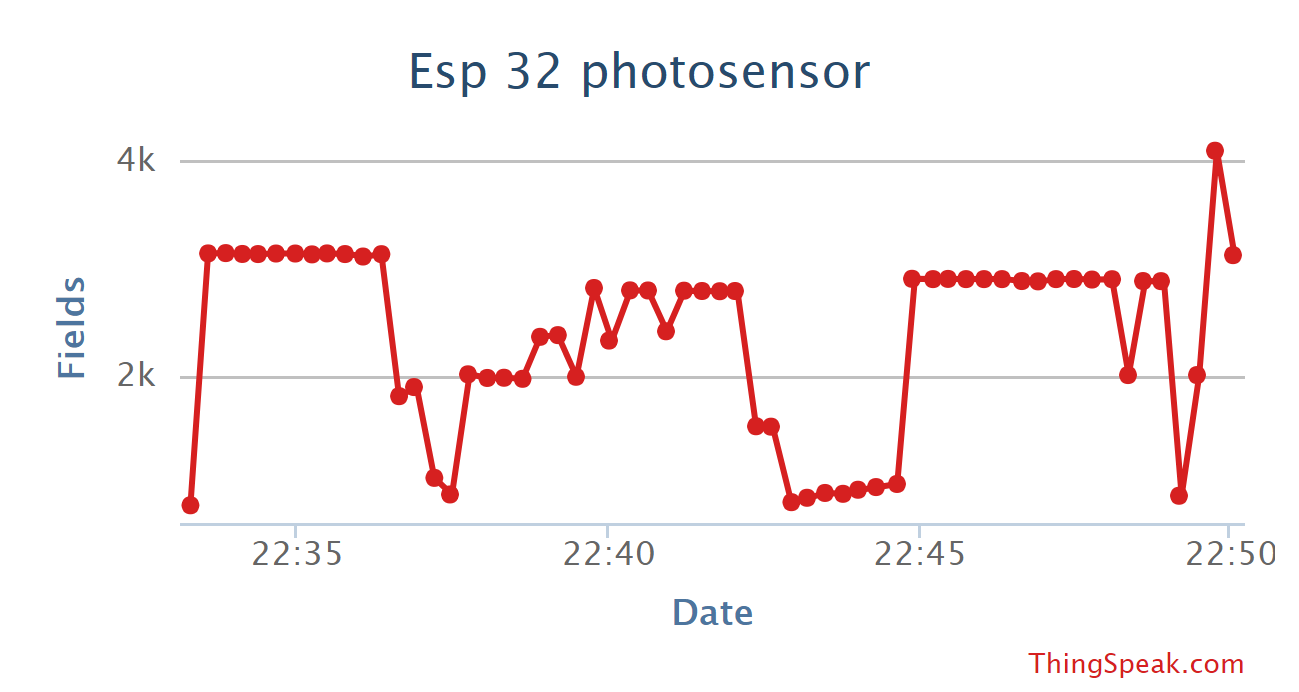 Esp 32 photosensor
4k
2k
Fields
22:35 22:40 22:45 22:50
Date
ThingSpeak.com